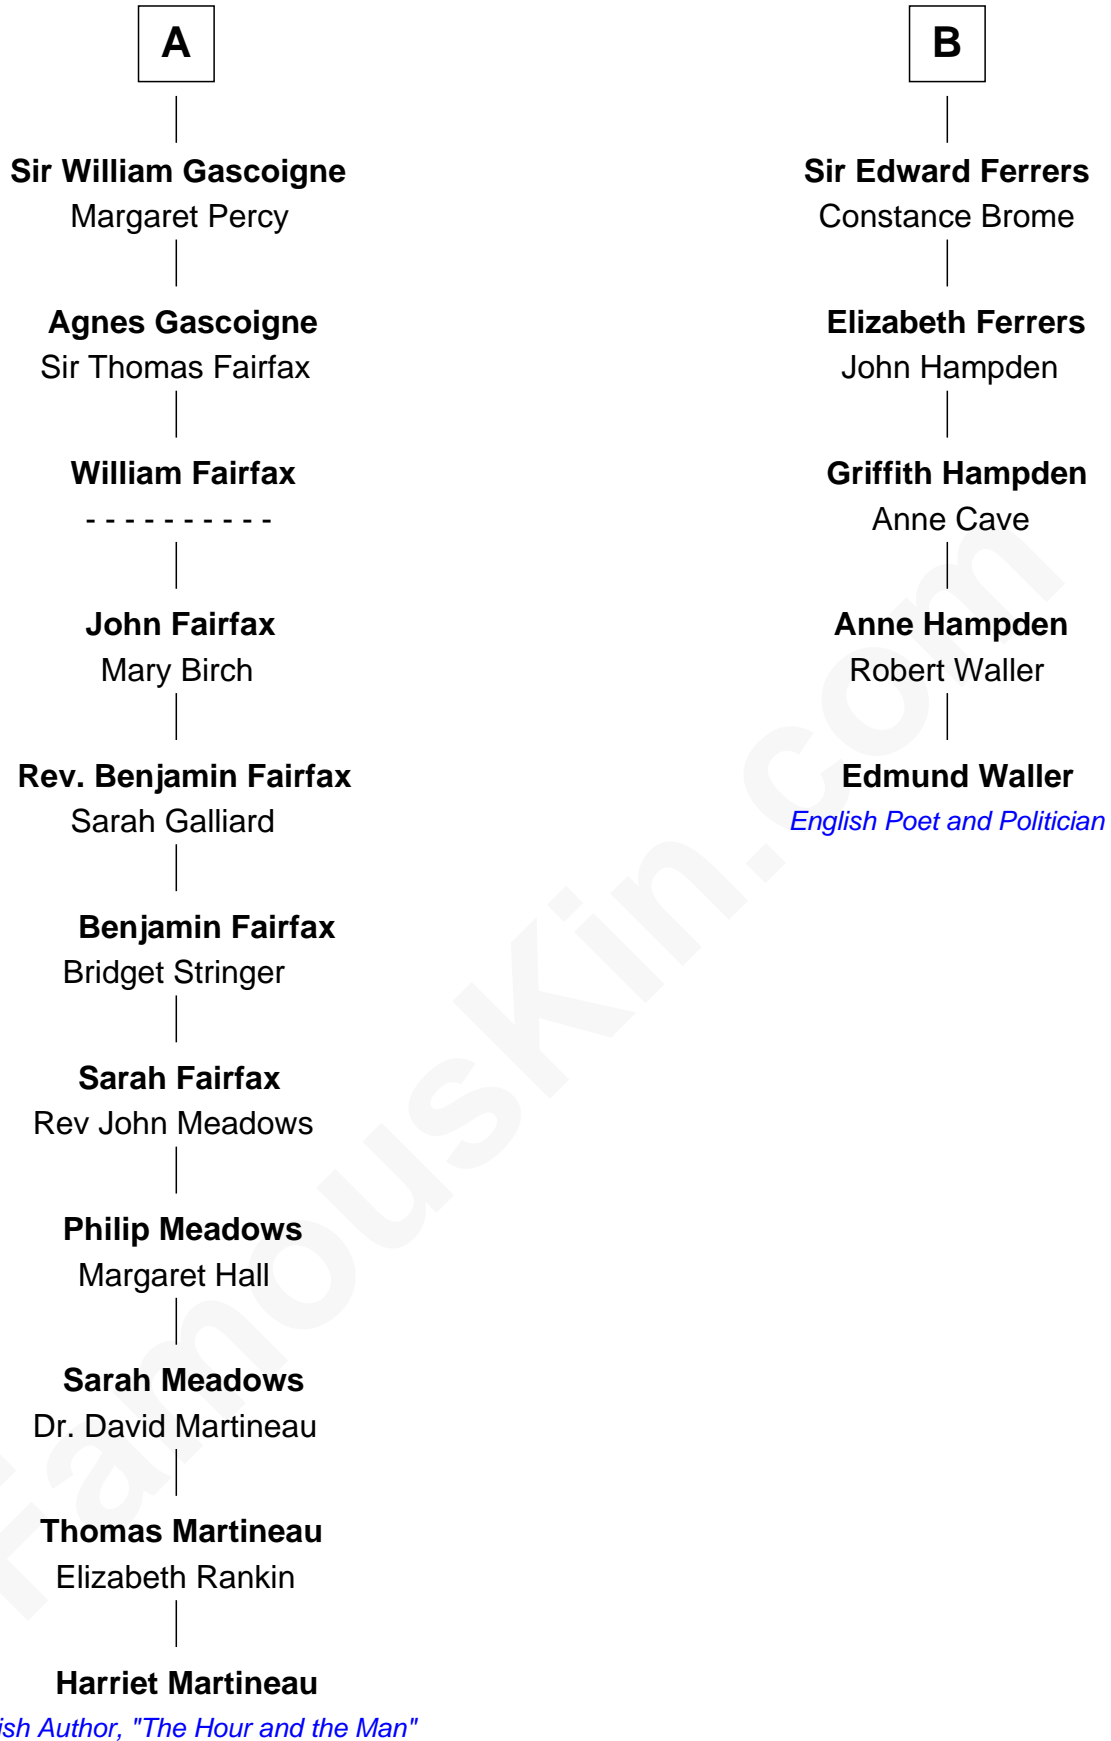 A
Sir William Gascoigne
Margaret Percy
Agnes Gascoigne
Sir Thomas Fairfax
William Fairfax
- - - - - - - - - -
John Fairfax
Mary Birch
Rev. Benjamin Fairfax
Sarah Galliard
Benjamin Fairfax
Bridget Stringer
Sarah Fairfax
Rev John Meadows
Philip Meadows
Margaret Hall
Sarah Meadows
Dr. David Martineau
Thomas Martineau
Elizabeth Rankin
Harriet Martineau
ish Author, "The Hour and the Man"
B
Sir Edward Ferrers
Constance Brome
Elizabeth Ferrers
John Hampden
Griffith Hampden
Anne Cave
Anne Hampden
Robert Waller
Edmund Waller
English Poet and Politician
FamousKin.com